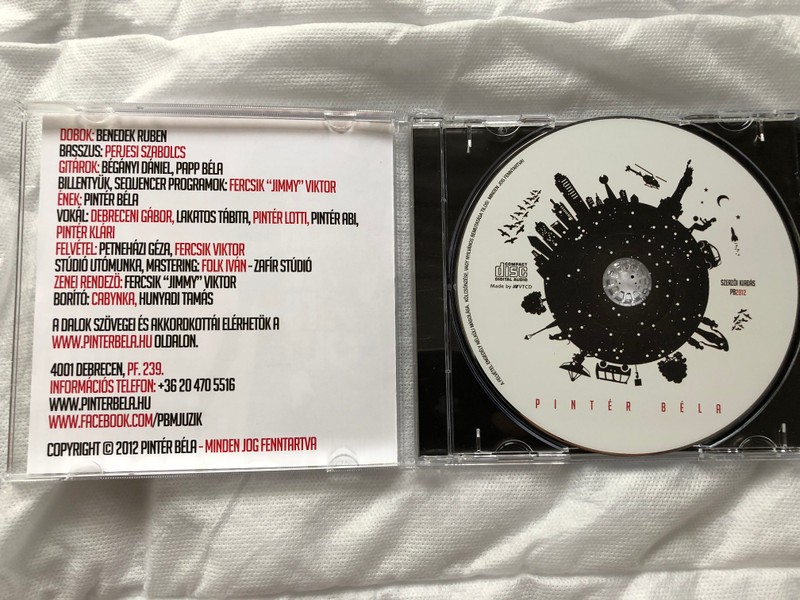 DOBOK: BENEDEK RUBEN
BASSZUS: PERJESI SZABOLCS
GITÁROK: BÉGÁNYI DÁNIEL, PAPP BÉLA
BILLENTYŰK, SEQUENCER PROGRAMOK: FERCSIK "JIMMY" VIKTOR
ÉNEK: PINTÉR BÉLA
VOKÁL: DEBRECENI GÁBOR, LAKATOS TÁBITA, PINTÉR LOTTI, PINTÉR ABI,
PINTÉR KLÁRI
FELVÉTEL: PETNEHÁZI GÉZA, FERCSIK VIKTOR
STÚDIÓ UTÓMUNKA, MASTERING: FOLK IVÁN - ZAFÍR STÚDIÓ
ZENEI RENDEZŐ: FERCSIK "JIMMY" VIKTOR
BORÍTÓ: CABYNKA, HUNYADI TAMÁS
A DALOK SZÖVEGEI ÉS AKKORDKOTTÁI ELÉRHETŐK A
WWW.PINTERBELA.HU OLDALON.
4001 DEBRECEN, PF. 239.
INFORMÁCIÓS TELEFON: +36 20 470 5516
WWW.PINTERBELA.HU
WWW.FACEBOOK.COM/PBMJUZIK
COPYRIGHT © 2012 PINTÉR BÉLA - MINDEN JOG FENNTARTVA
COMPACT
disc
DIGITAL AUDIO
Made by VTCD
SZERZŐI KIADÁS
PB2012
PINTÉR BÉLA